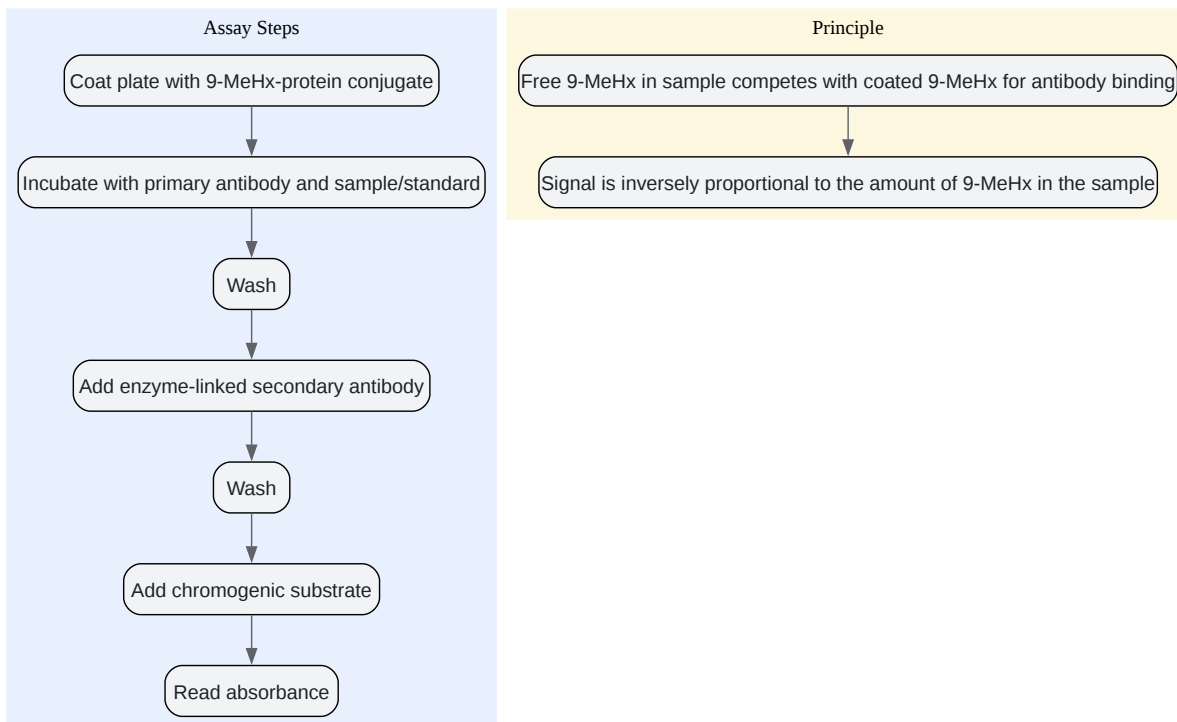 Assay Steps
Coat plate with 9-MeHx-protein conjugate
Incubate with primary antibody and sample/standard
Wash
Add enzyme-linked secondary antibody
Wash
Add chromogenic substrate
Read absorbance
Principle
Free 9-MeHx in sample competes with coated 9-MeHx for antibody binding
Signal is inversely proportional to the amount of 9-MeHx in the sample